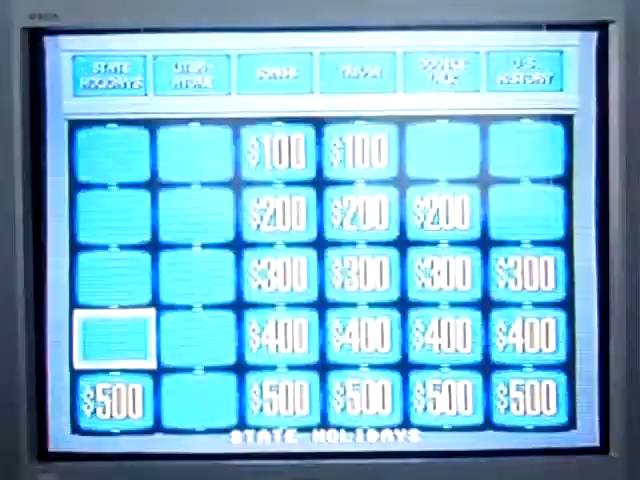 STATE
HOLIDAYS
U.S.
HISTORY
$100 $100
$200 $200 $200
$300 $300 $300 $300
$400 $400 $400 $400
$500 $500 $500 $500 $500
STATE HOLIDAYS